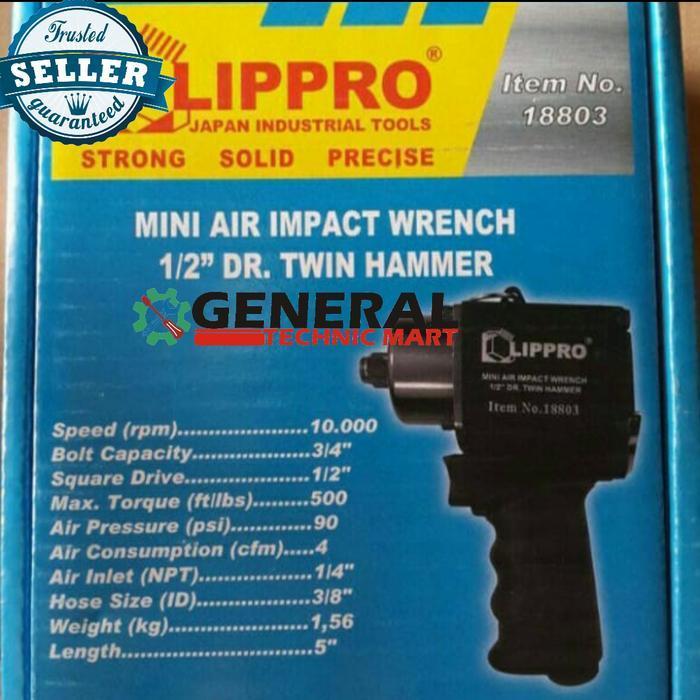 Trusted
SELLER
guaranteed
LIPPRO®
JAPAN INDUSTRIAL TOOLS
STRONG SOLID PRECISE
Item No.
18803
MINI AIR IMPACT WRENCH
1/2" DR. TWIN HAMMER
GENERAL
TECHNIC MART
LIPPRO®
MINI AIR IMPACT WRENCH
1/2" DR. TWIN HAMMER
Item No.18803
Speed (rpm).....................10.000
Bolt Capacity......................3/4"
Square Drive.......................1/2"
Max. Torque (ft/lbs).........500
Air Pressure (psi).............90
Air Consumption (cfm).....4
Air Inlet (NPT)...................1/4"
Hose Size (ID)...................3/8"
Weight (kg).......................1,56
Length...............................5"